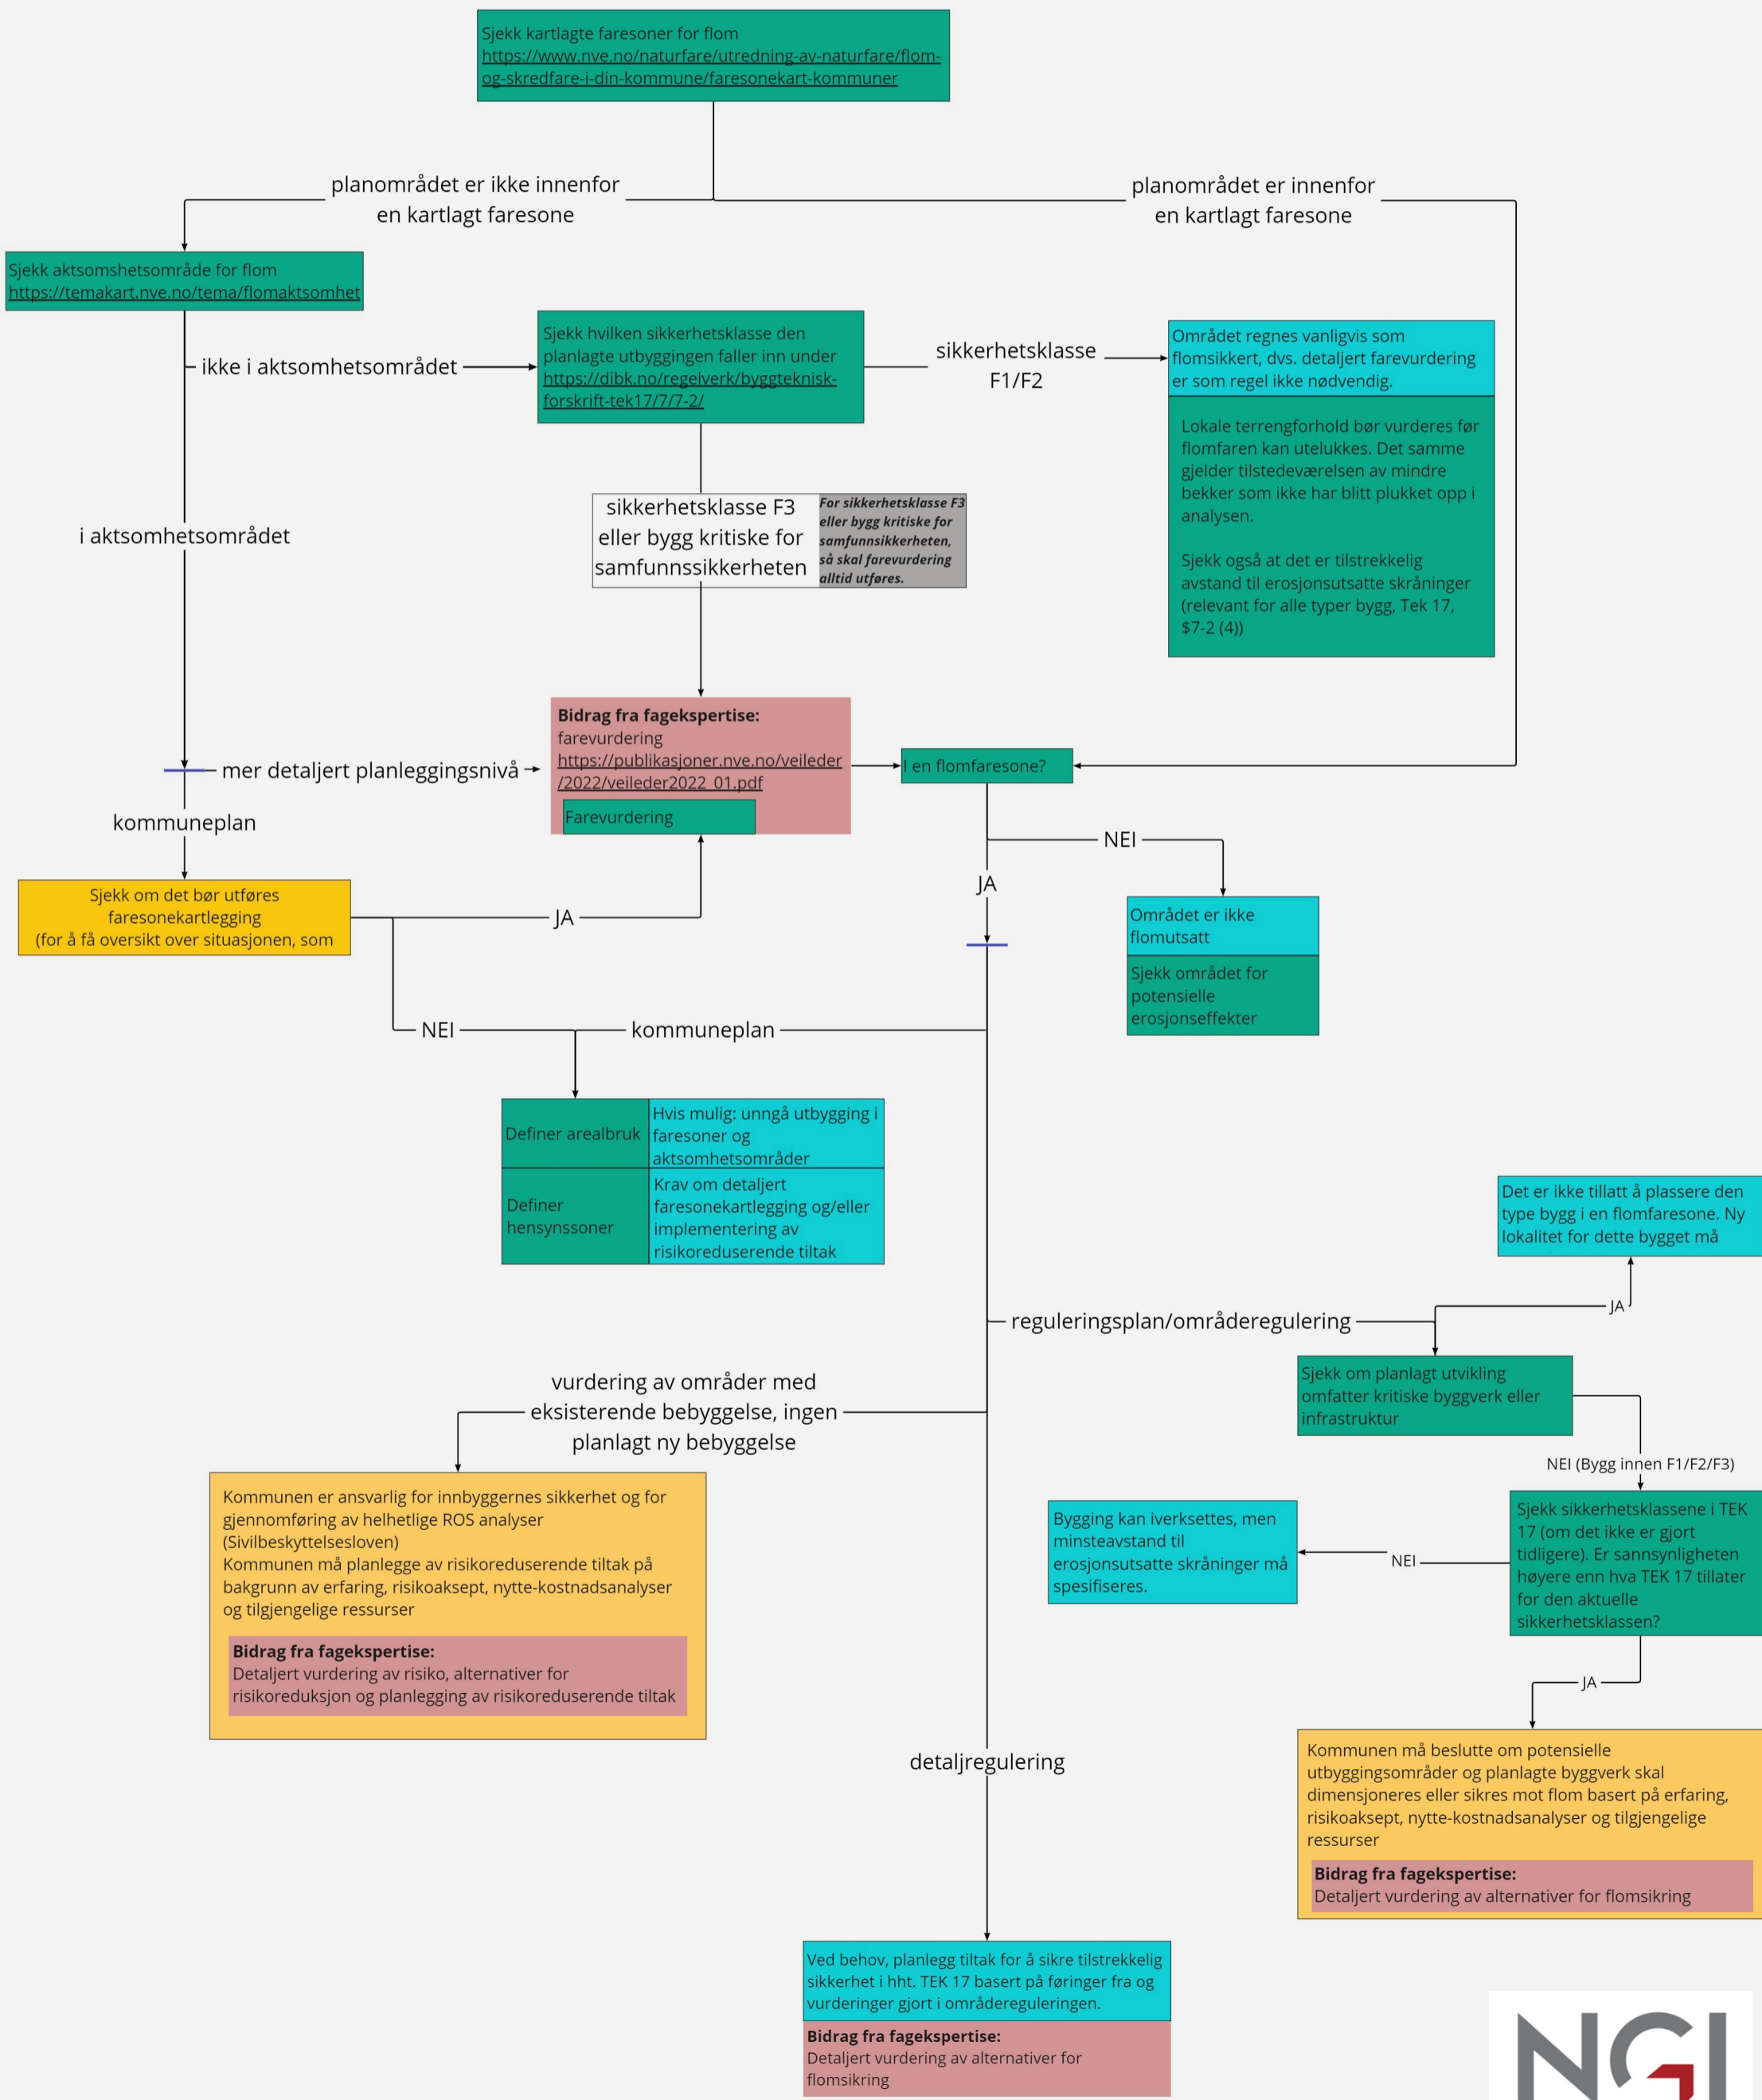 Sjekk kartlagte faresoner for flom
https://www.nve.no/naturfare/utredning-av-naturfare/flom-
og-skredfare-i-din-kommune/faresonekart-kommuner
planområdet er ikke innenfor
en kartlagt faresone
planområdet er innenfor
en kartlagt faresone
Sjekk aktsomshetsområde for flom
https://temakart.nve.no/tema/flomaktsomhet
ikke i aktsomhetsområdet
Sjekk hvilken sikkerhetsklasse den
planlagte utbyggingen faller inn under
https://dibk.no/regelverk/byggteknisk-
forskrift-tek17/7/7-2/
sikkerhetsklasse
F1/F2
Området regnes vanligvis som
flomsikkert, dvs. detaljert farevurdering
er som regel ikke nødvendig.
Lokale terrengforhold bør vurderes før
flomfaren kan utelukkes. Det samme
gjelder tilstedeværelsen av mindre
bekker som ikke har blitt plukket opp i
analysen.
Sjekk også at det er tilstrekkelig
avstand til erosjonsutsatte skråninger
(relevant for alle typer bygg, Tek 17,
$7-2 (4))
i aktsomhetsområdet
sikkerhetsklasse F3
eller bygg kritiske for
samfunnssikkerheten
For sikkerhetsklasse F3
eller bygg kritiske for
samfunnsikkerheten,
så skal farevurdering
alltid utføres.
mer detaljert planleggingsnivå
Bidrag fra fagekspertise:
farevurdering
https://publikasjoner.nve.no/veileder
/2022/veileder2022_01.pdf
Farevurdering
I en flomfaresone?
kommuneplan
NEI
JA
Sjekk om det bør utføres
faresonekartlegging
(for å få oversikt over situasjonen, som
JA
Området er ikke
flomutsatt
Sjekk området for
potensielle
erosjonseffekter
NEI
kommuneplan
Definer arealbruk
Hvis mulig: unngå utbygging i
faresoner og
aktsomhetsområder
Definer
hensynssoner
Krav om detaljert
faresonekartlegging og/eller
implementering av
risikoreduserende tiltak
Det er ikke tillatt å plassere den
type bygg i en flomfaresone. Ny
lokalitet for dette bygget må
JA
reguleringsplan/områderegulering
Sjekk om planlagt utvikling
omfatter kritiske byggverk eller
infrastruktur
vurdering av områder med
eksisterende bebyggelse, ingen
planlagt ny bebyggelse
NEI (Bygg innen F1/F2/F3)
Kommunen er ansvarlig for innbyggernes sikkerhet og for
gjennomføring av helhetlige ROS analyser
(Sivilbeskyttelsesloven)
Kommunen må planlegge av risikoreduserende tiltak på
bakgrunn av erfaring, risikoaksept, nytte-kostnadsanalyser
og tilgjengelige ressurser
Bidrag fra fagekspertise:
Detaljert vurdering av risiko, alternativer for
risikoreduksjon og planlegging av risikoreduserende tiltak
Bygging kan iverksettes, men
minsteavstand til
erosjonsutsatte skråninger må
spesifiseres.
NEI
Sjekk sikkerhetsklassene i TEK
17 (om det ikke er gjort
tidligere). Er sannsynligheten
høyere enn hva TEK 17 tillater
for den aktuelle
sikkerhetsklassen?
JA
detaljregulering
Kommunen må beslutte om potensielle
utbyggingsområder og planlagte byggverk skal
dimensjoneres eller sikres mot flom basert på erfaring,
risikoaksept, nytte-kostnadsanalyser og tilgjengelige
ressurser
Bidrag fra fagekspertise:
Detaljert vurdering av alternativer for flomsikring
Ved behov, planlegg tiltak for å sikre tilstrekkelig
sikkerhet i hht. TEK 17 basert på føringer fra og
vurderinger gjort i områdereguleringen.
Bidrag fra fagekspertise:
Detaljert vurdering av alternativer for
flomsikring
NGI